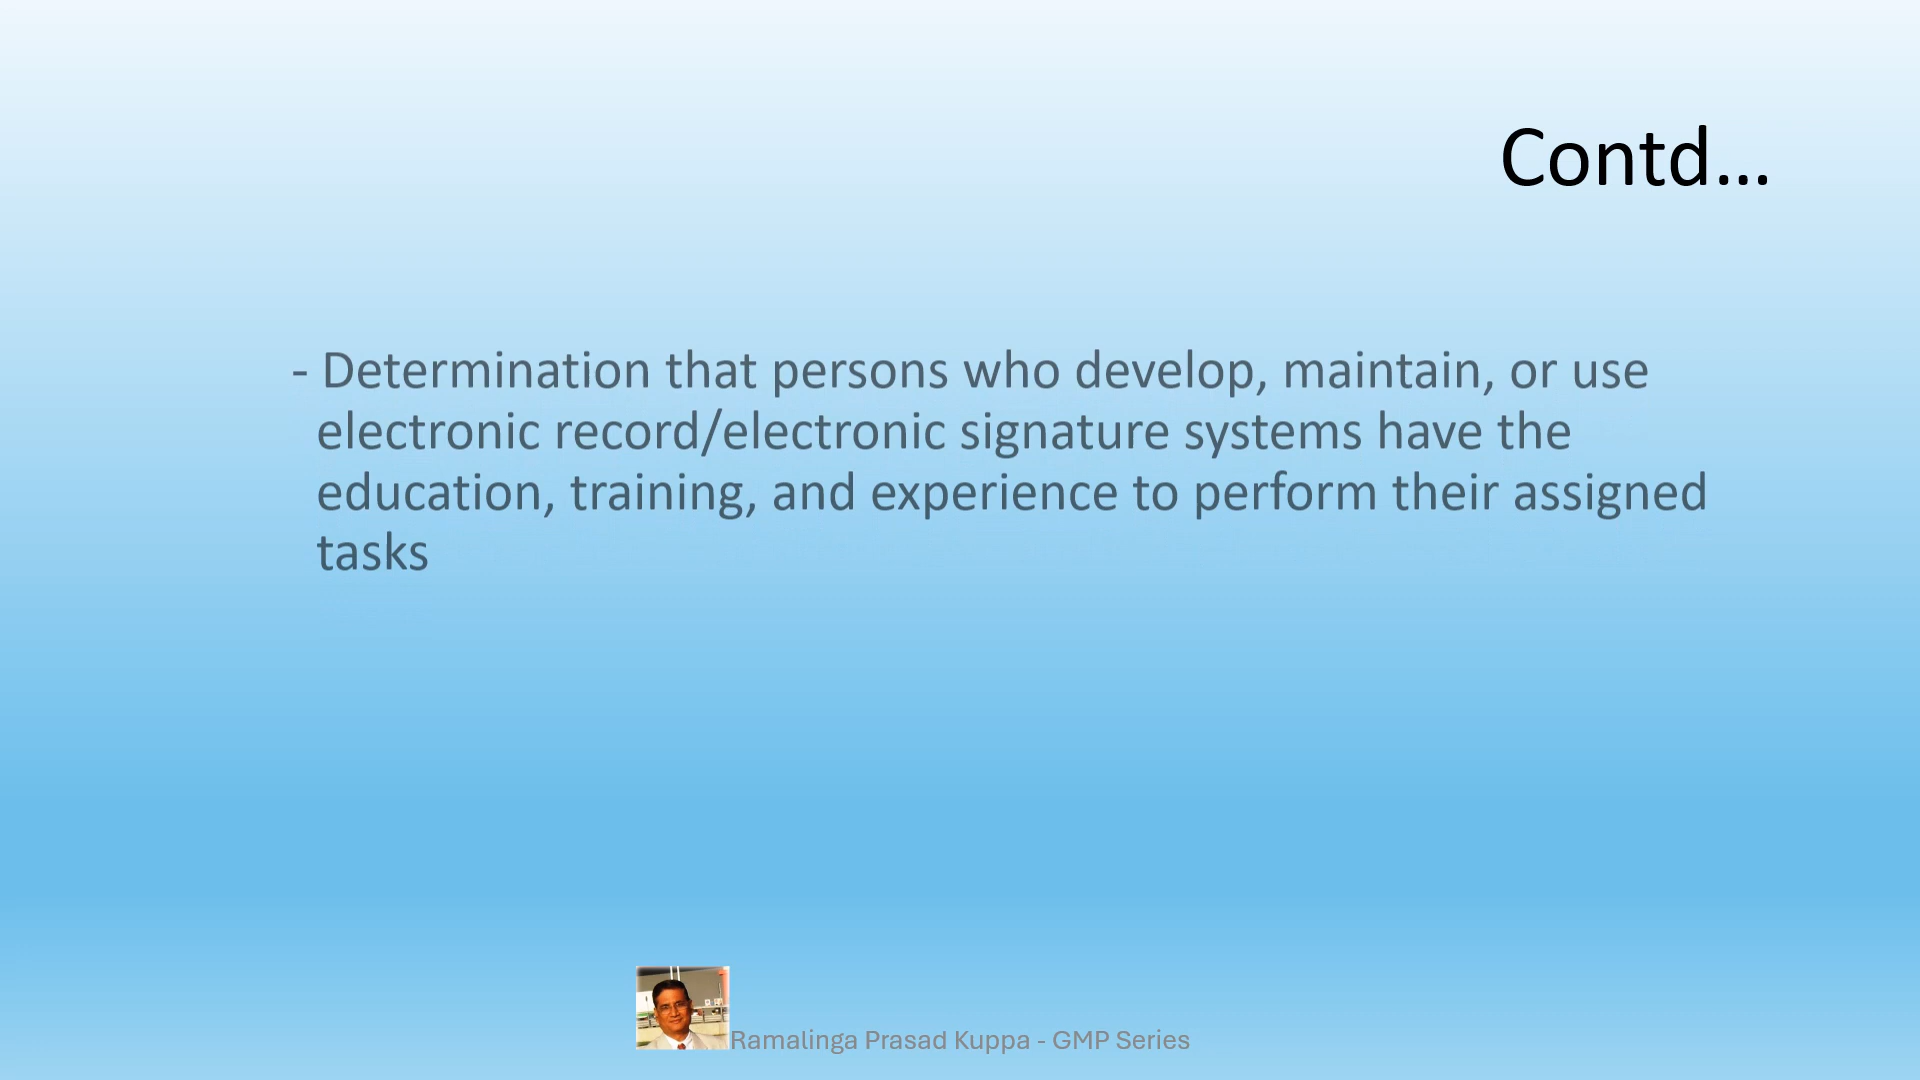 Contd...
- Determination that persons who develop, maintain, or use
electronic record/electronic signature systems have the
education, training, and experience to perform their assigned
tasks
Ramalinga Prasad Kuppa - GMP Series